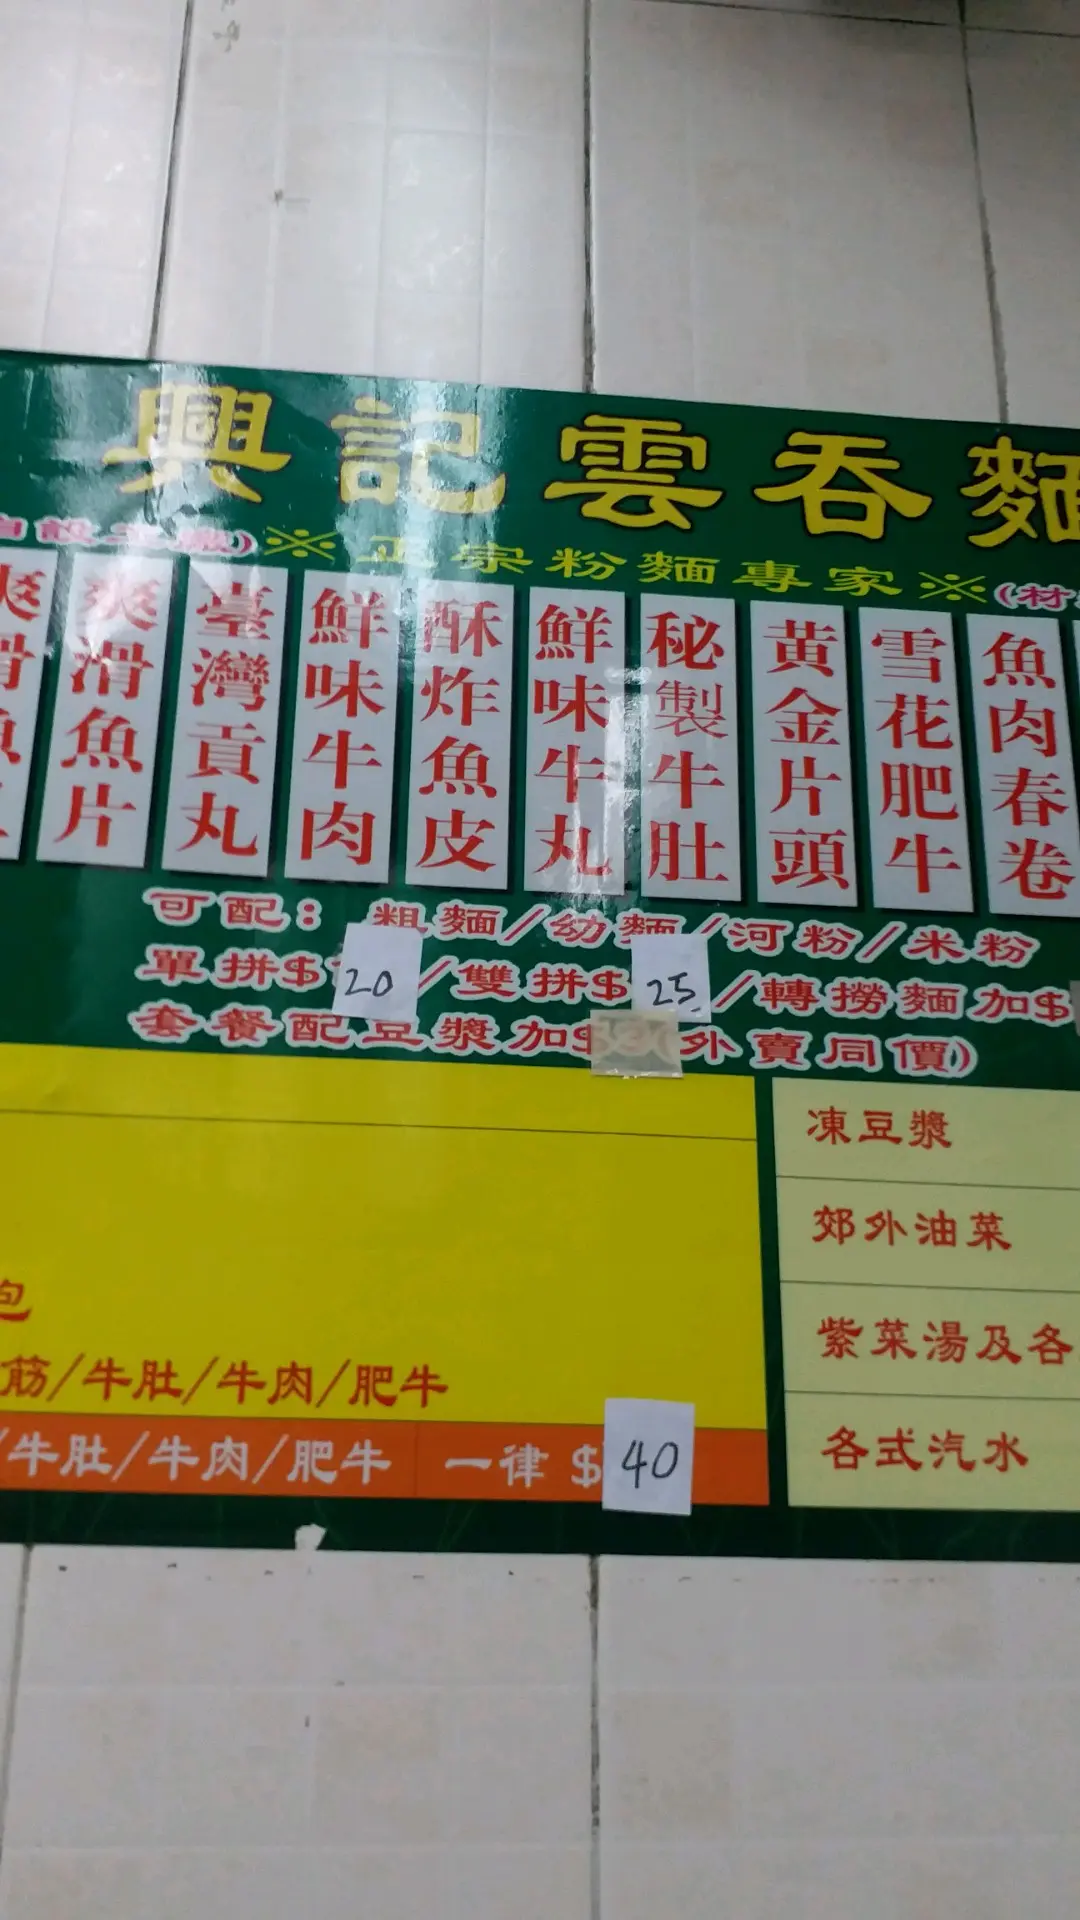 興記雲吞麵
※正宗粉麵專家※(材
爽滑魚片
臺灣貢丸
鮮味牛肉
酥炸魚皮
鮮味牛丸
秘製牛肚
黄金片頭
雪花肥牛
魚肉春卷
可配：粗麵/幼麵/河粉/米粉
單拼$20/雙拼$25/轉撈麵加$
套餐配豆漿加$3(外賣同價)
包
筋/牛肚/牛肉/肥牛
/牛肚/牛肉/肥牛 一律 $40
凍豆漿
郊外油菜
紫菜湯及各
各式汽水